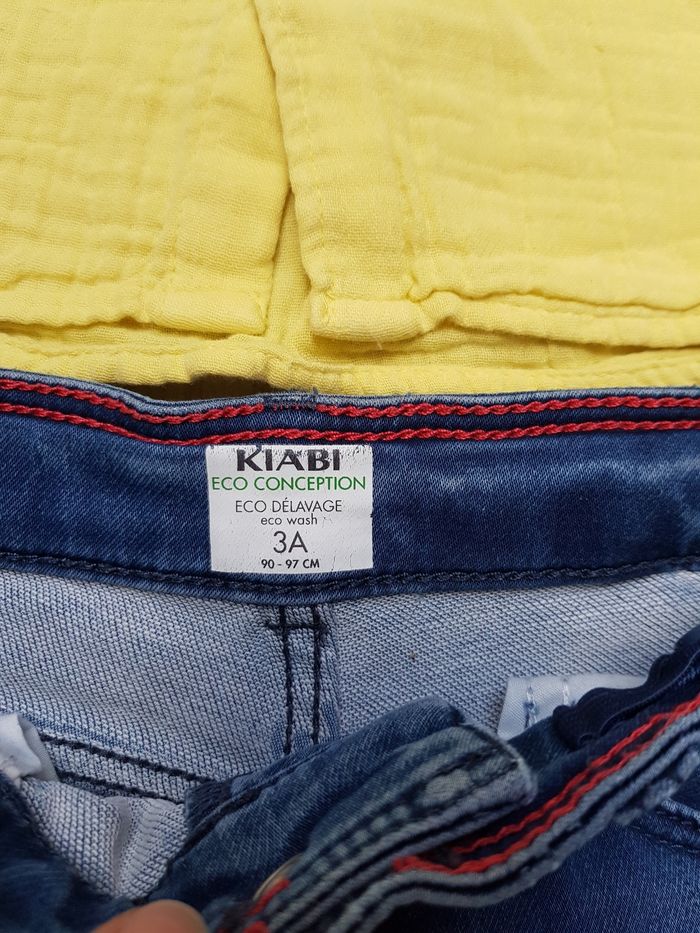 KIABI
ECO CONCEPTION
ECO DÉLAVAGE
eco wash
3A
90 - 97 CM